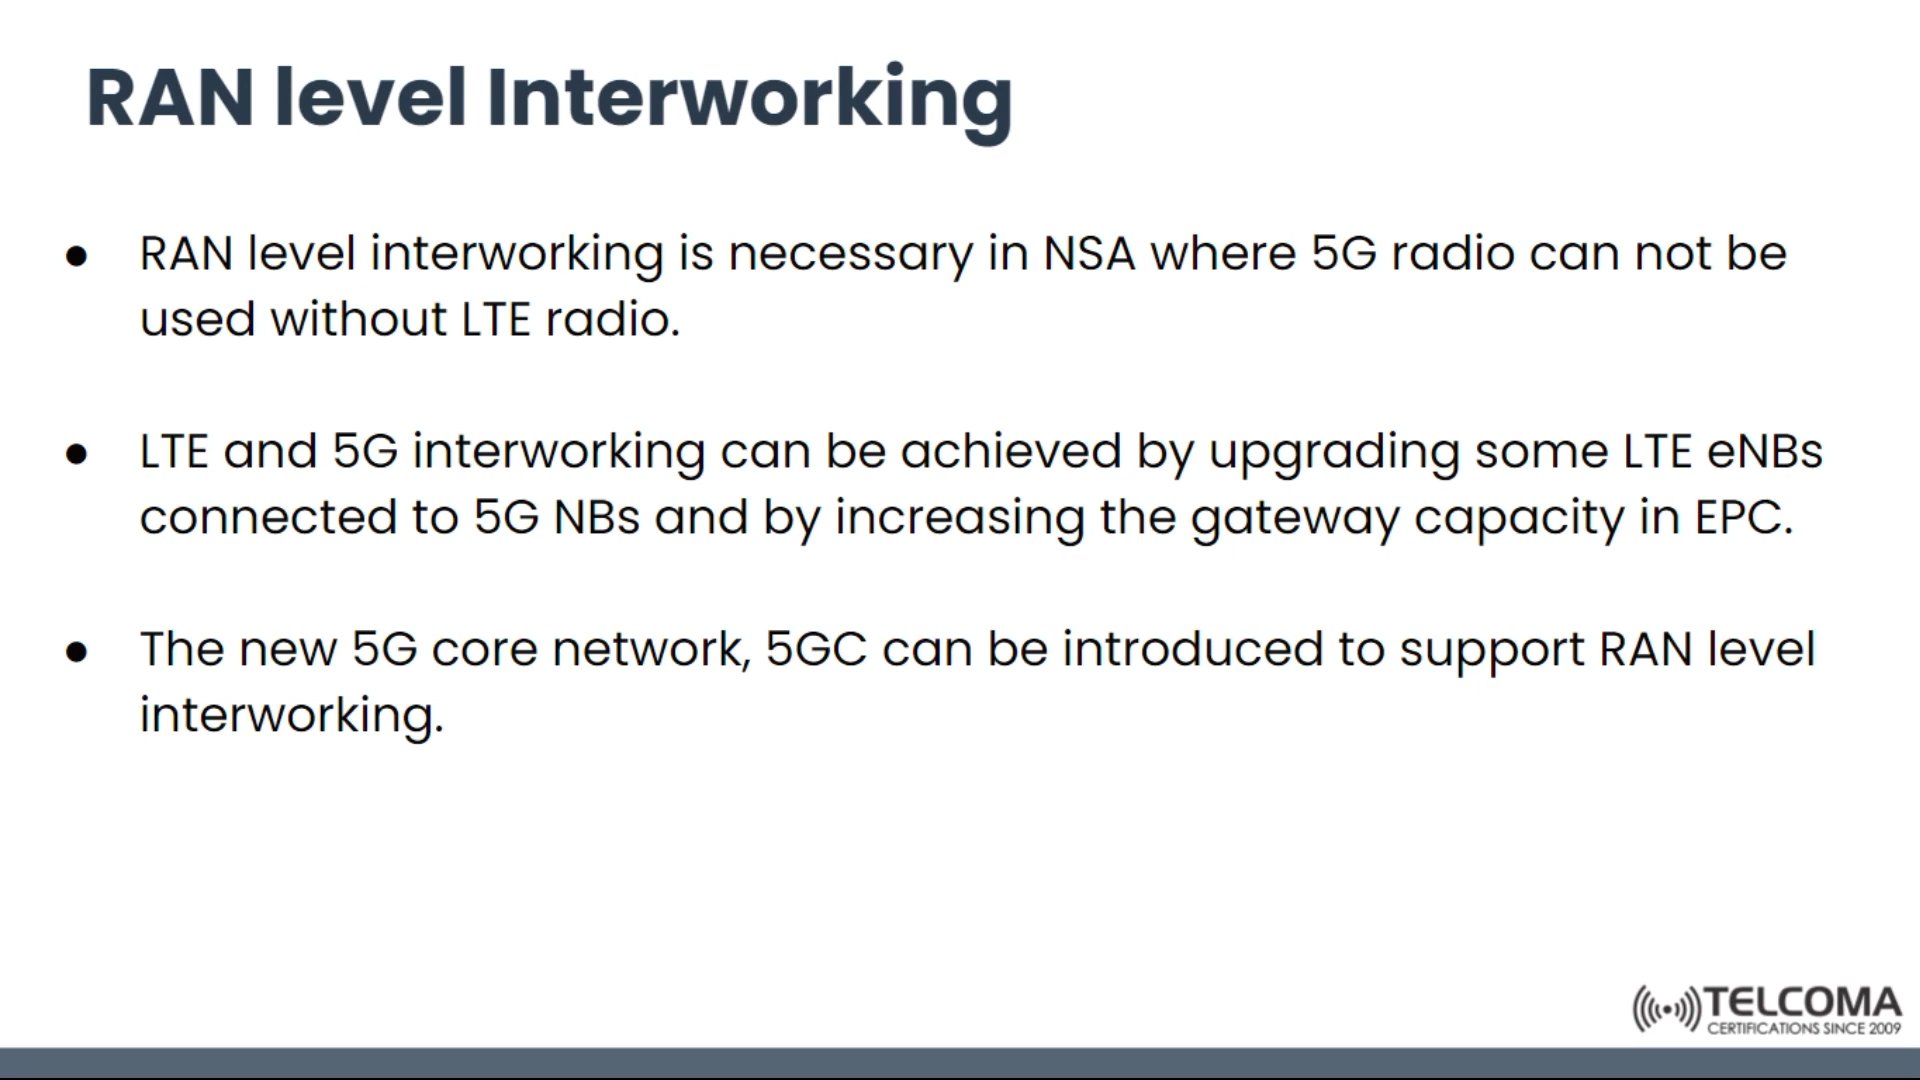 RAN level Interworking
● RAN level interworking is necessary in NSA where 5G radio can not be
used without LTE radio.
● LTE and 5G interworking can be achieved by upgrading some LTE eNBs
connected to 5G NBs and by increasing the gateway capacity in EPC.
● The new 5G core network, 5GC can be introduced to support RAN level
interworking.
TELCOMA
CERTIFICATIONS SINCE 2009